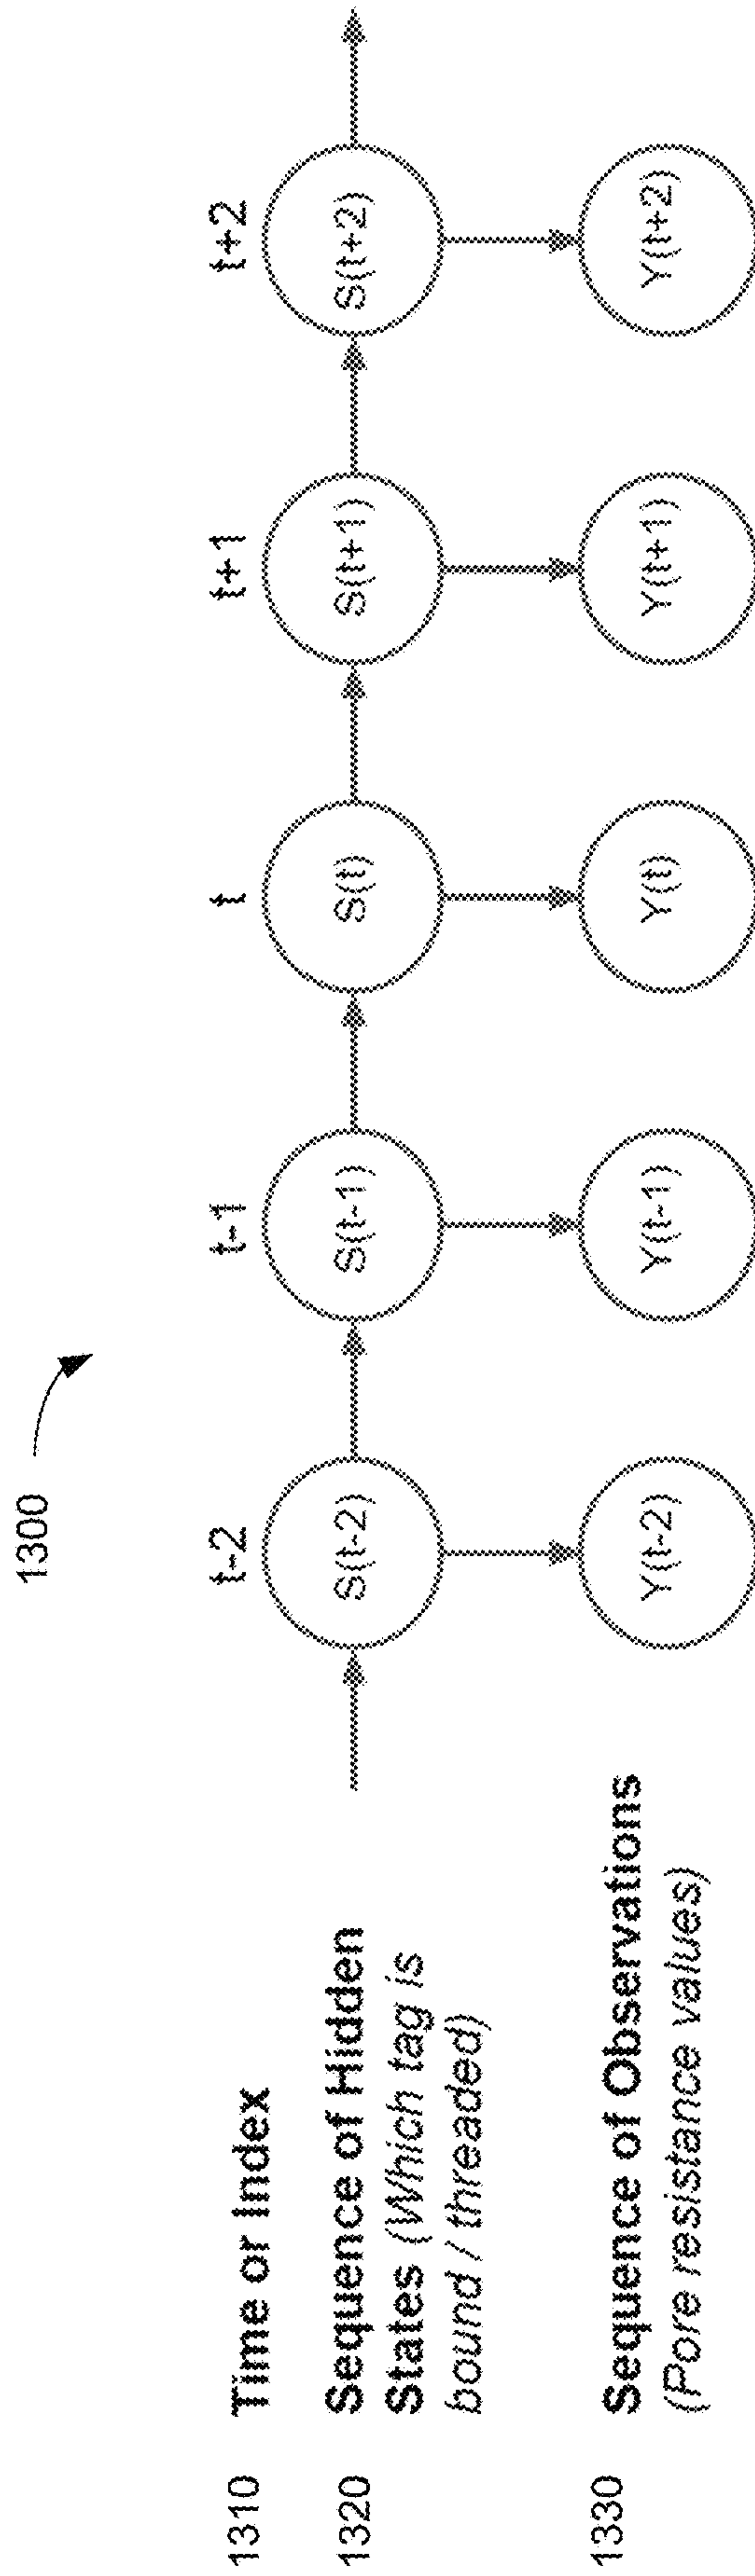 1300
1310 Time or Index t-2 t-1 t t+1 t+2
1320 Sequence of Hidden
States (Which tag is
bound / threaded)
S(t-2) S(t-1) S(t) S(t+1) S(t+2)
1330 Sequence of Observations
(Pore resistance values)
Y(t-2) Y(t-1) Y(t) Y(t+1) Y(t+2)